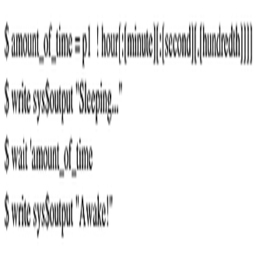 $ amount_of_time = p1  ! hour[:[minute][:[second][.[hundredth]]]]
$ write sys$output "Sleeping..."
$ wait 'amount_of_time
$ write sys$output "Awake!"